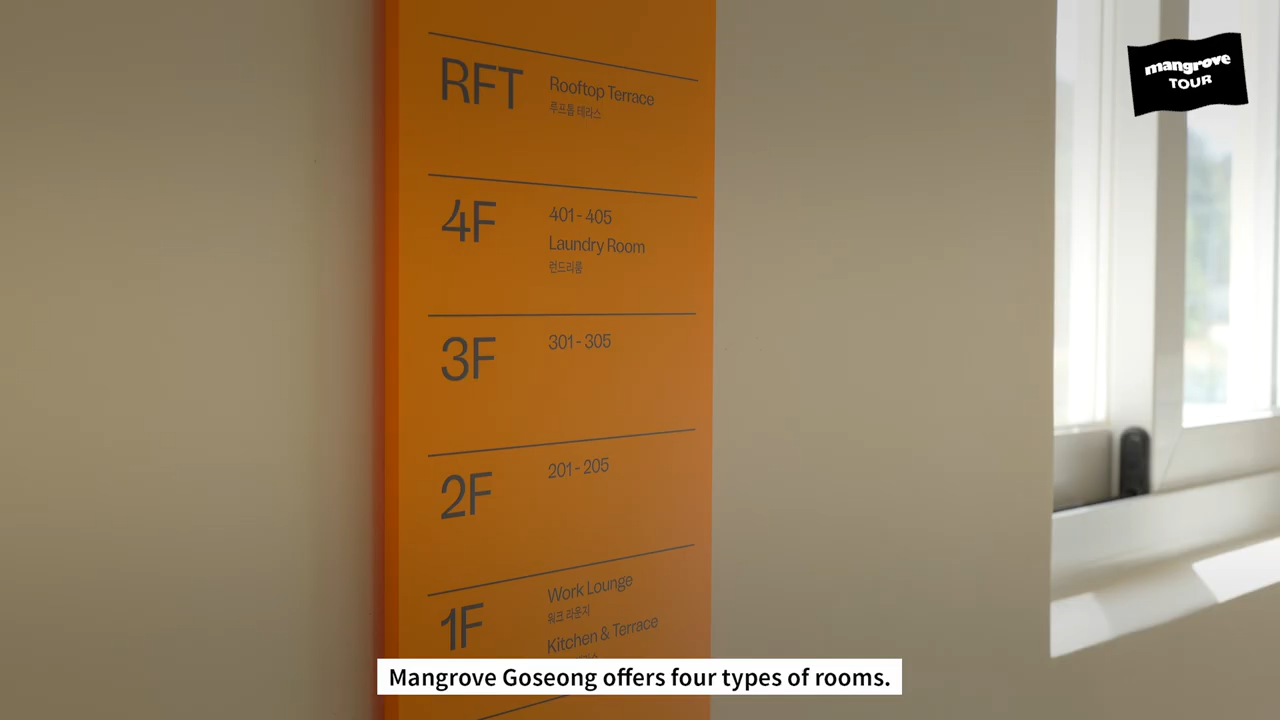 mangrove
TOUR
RFT
Rooftop Terrace
루프톱 테라스
4F
401 - 405
Laundry Room
런드리룸
3F
301 - 305
2F
201 - 205
1F
Work Lounge
워크 라운지
Kitchen & Terrace
Mangrove Goseong offers four types of rooms.